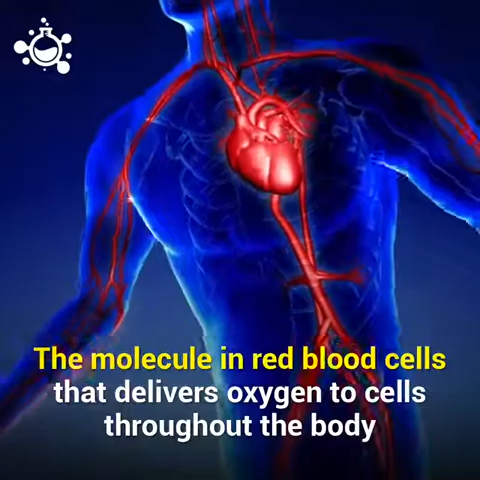 The molecule in red blood cells
that delivers oxygen to cells
throughout the body